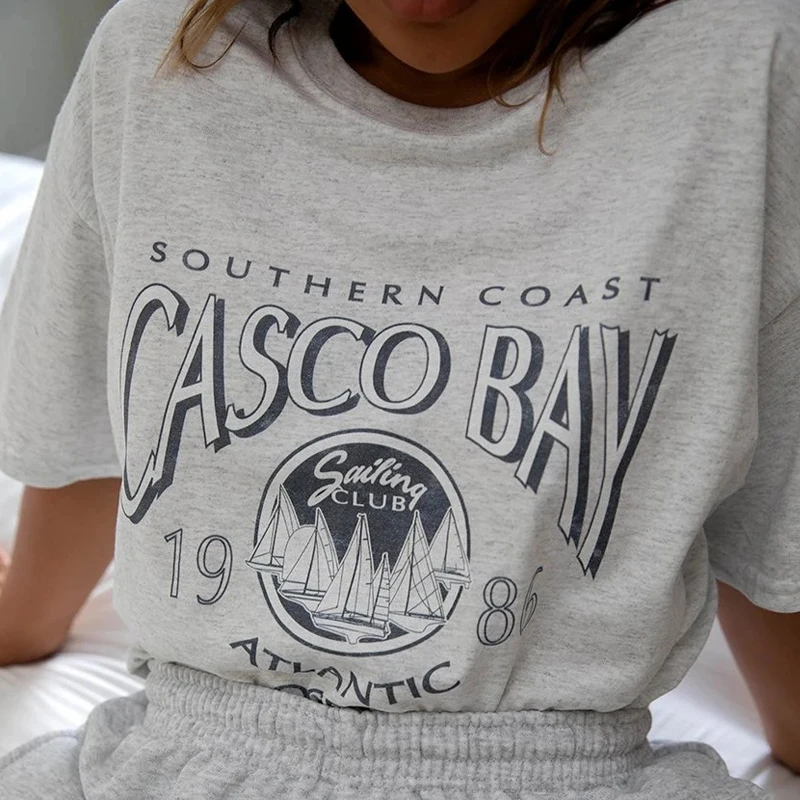 SOUTHERN COAST
CASCO BAY
Sailing
CLUB
19 86
ATLANTIC